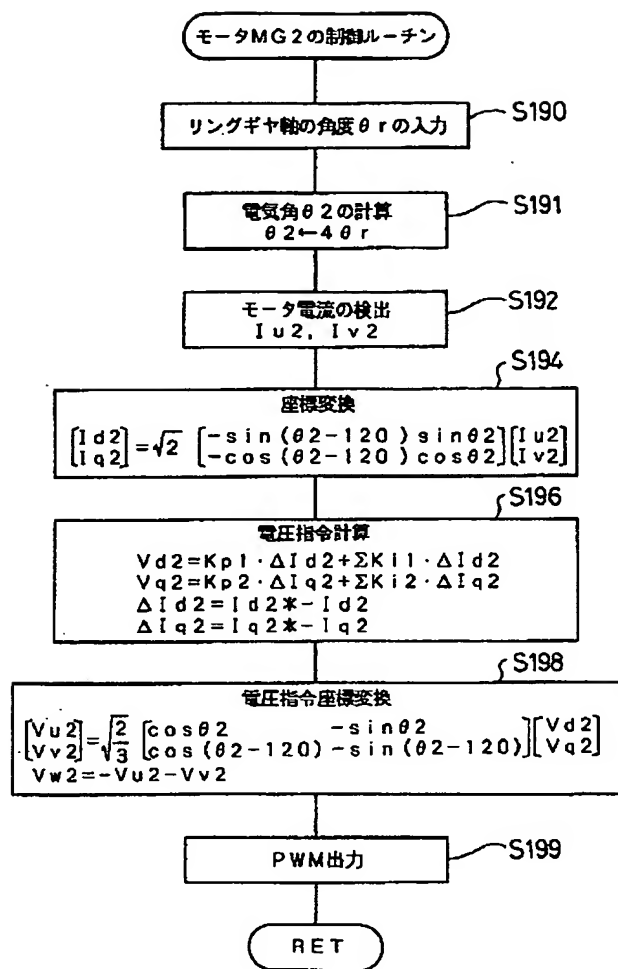 モータMG2の制御ルーチン
リングギヤ軸の角度θrの入力
S190
電気角θ2の計算
θ2←4θr
S191
モータ電流の検出
Iu2, Iv2
S192
S194
座標変換
[Id2]=√2 [-sin(θ2-120) sinθ2][Iu2]
[Iq2] [-cos(θ2-120) cosθ2][Iv2]
S196
電圧指令計算
Vd2=Kp1・ΔId2+ΣKi1・ΔId2
Vq2=Kp2・ΔIq2+ΣKi2・ΔIq2
ΔId2=Id2*-Id2
ΔIq2=Iq2*-Iq2
S198
電圧指令座標変換
[Vu2]=√2/3 [cosθ2 -sinθ2][Vd2]
[Vv2] [cos(θ2-120) -sin(θ2-120)][Vq2]
Vw2=-Vu2-Vv2
PWM出力
S199
RET